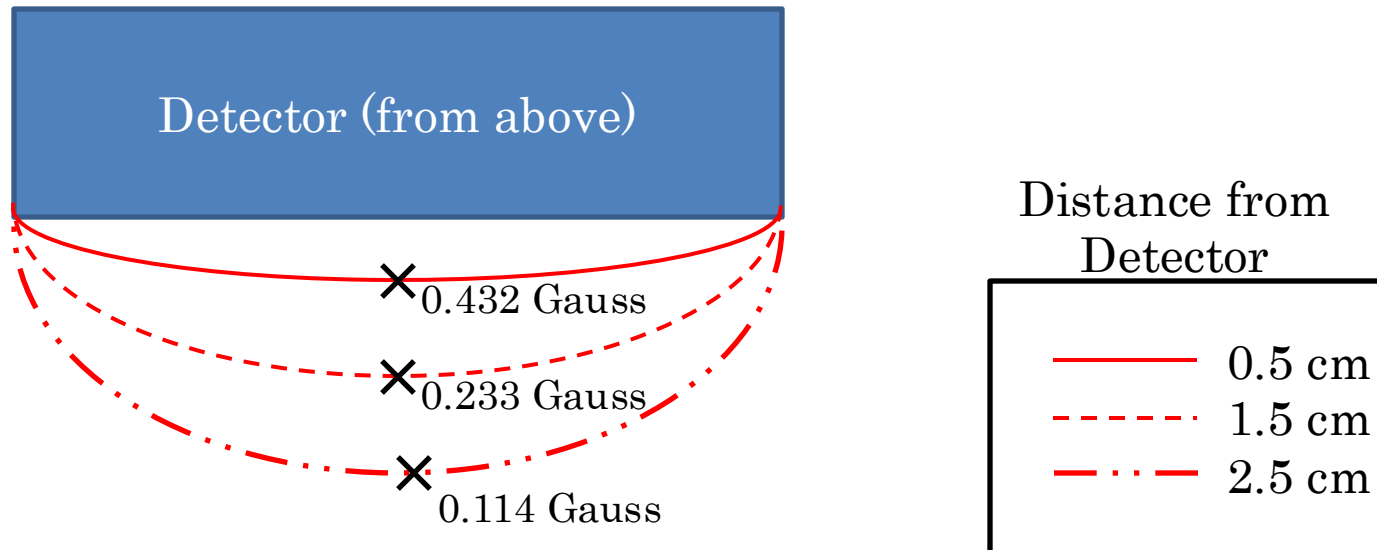 Detector (from above)
0.432 Gauss
0.233 Gauss
0.114 Gauss
Distance from
Detector
0.5 cm
1.5 cm
2.5 cm